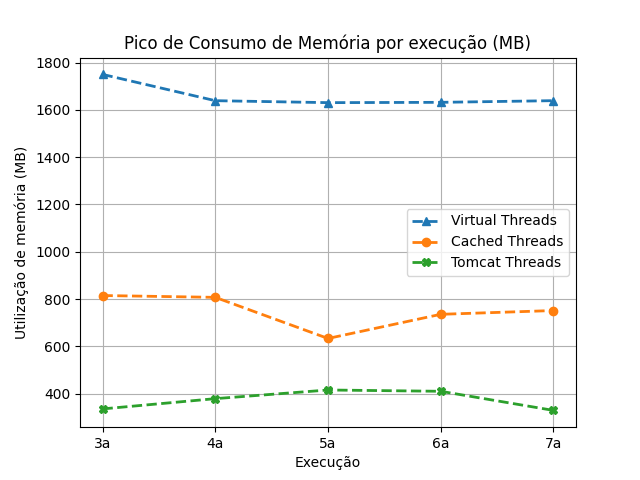 Pico de Consumo de Memória por execução (MB)
Utilização de memória (MB)
1800
1600
1400
1200
1000
800
600
400
Virtual Threads
Cached Threads
Tomcat Threads
3a
4a
5a
6a
7a
Execução